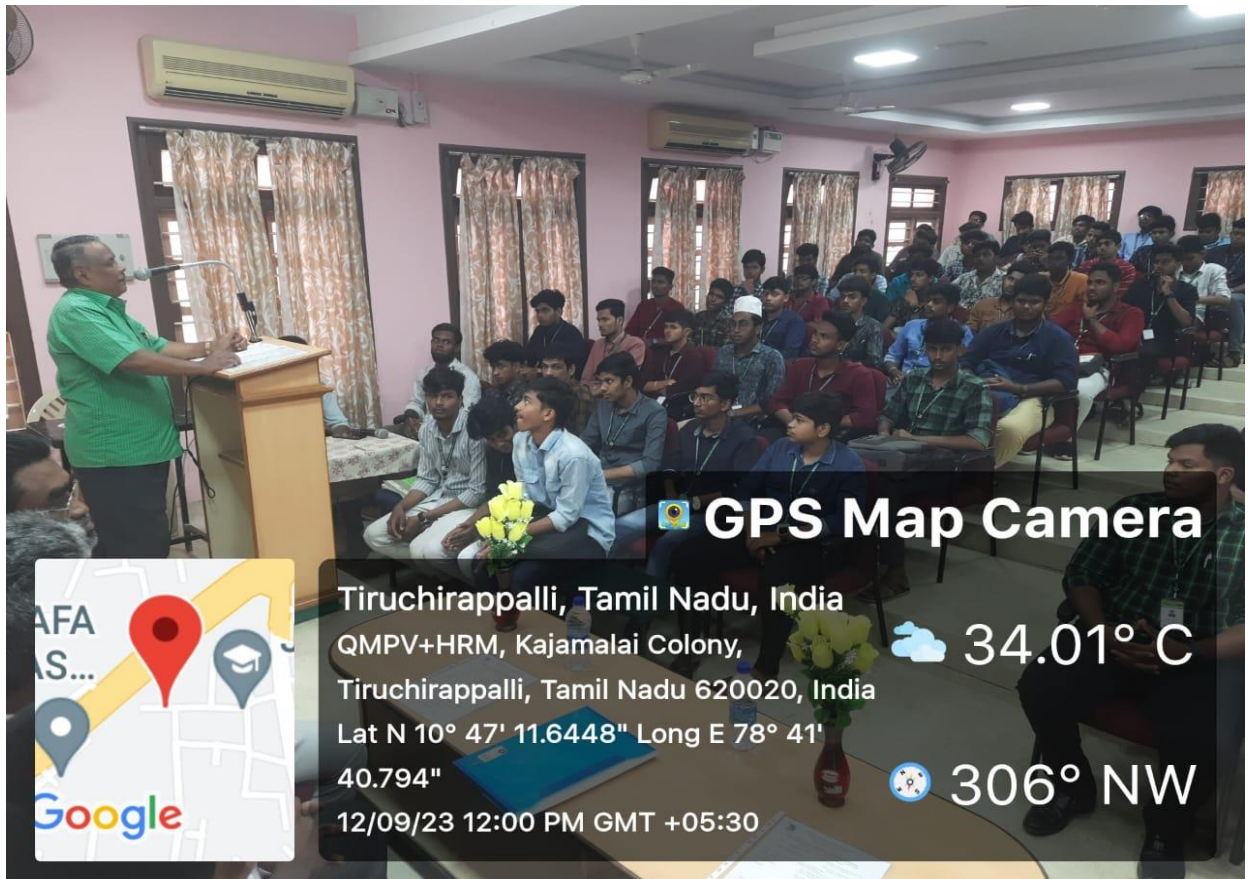 GPS Map Camera
Tiruchirappalli, Tamil Nadu, India
QMPV+HRM, Kajamalai Colony,
Tiruchirappalli, Tamil Nadu 620020, India
Lat N 10° 47' 11.6448" Long E 78° 41'
40.794"
12/09/23 12:00 PM GMT +05:30
34.01° C
306° NW
AFA
AS...
Google